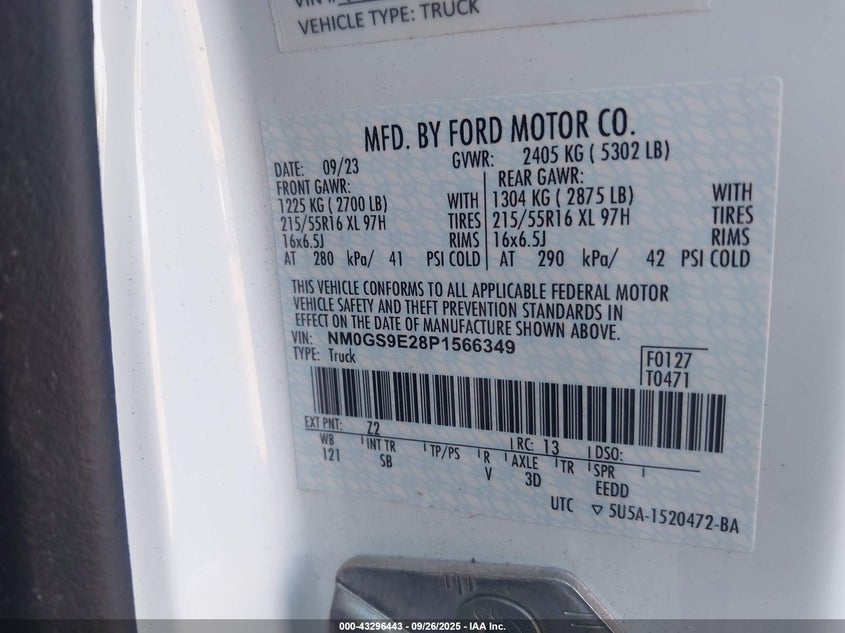 VEHICLE TYPE: TRUCK
MFD. BY FORD MOTOR CO.
DATE: 09/23 GVWR: 2405 KG ( 5302 LB)
FRONT GAWR: REAR GAWR:
1225 KG ( 2700 LB) WITH 1304 KG ( 2875 LB) WITH
215/55R16 XL 97H TIRES 215/55R16 XL 97H TIRES
16x6.5J RIMS 16x6.5J RIMS
AT 280 kPa/ 41 PSI COLD AT 290 kPa/ 42 PSI COLD
THIS VEHICLE CONFORMS TO ALL APPLICABLE FEDERAL MOTOR
VEHICLE SAFETY AND THEFT PREVENTION STANDARDS IN
EFFECT ON THE DATE OF MANUFACTURE SHOWN ABOVE.
VIN: NM0GS9E28P1566349
TYPE: Truck
F0127
T0471
EXT PNT: Z2 RC: 13 DSO:
WB INT TR TP/PS R AXLE TR SPR
121 SB V 3D EEDD
UTC ▽ 5U5A-1520472-BA
000-43296443 - 09/26/2025 - IAA Inc.